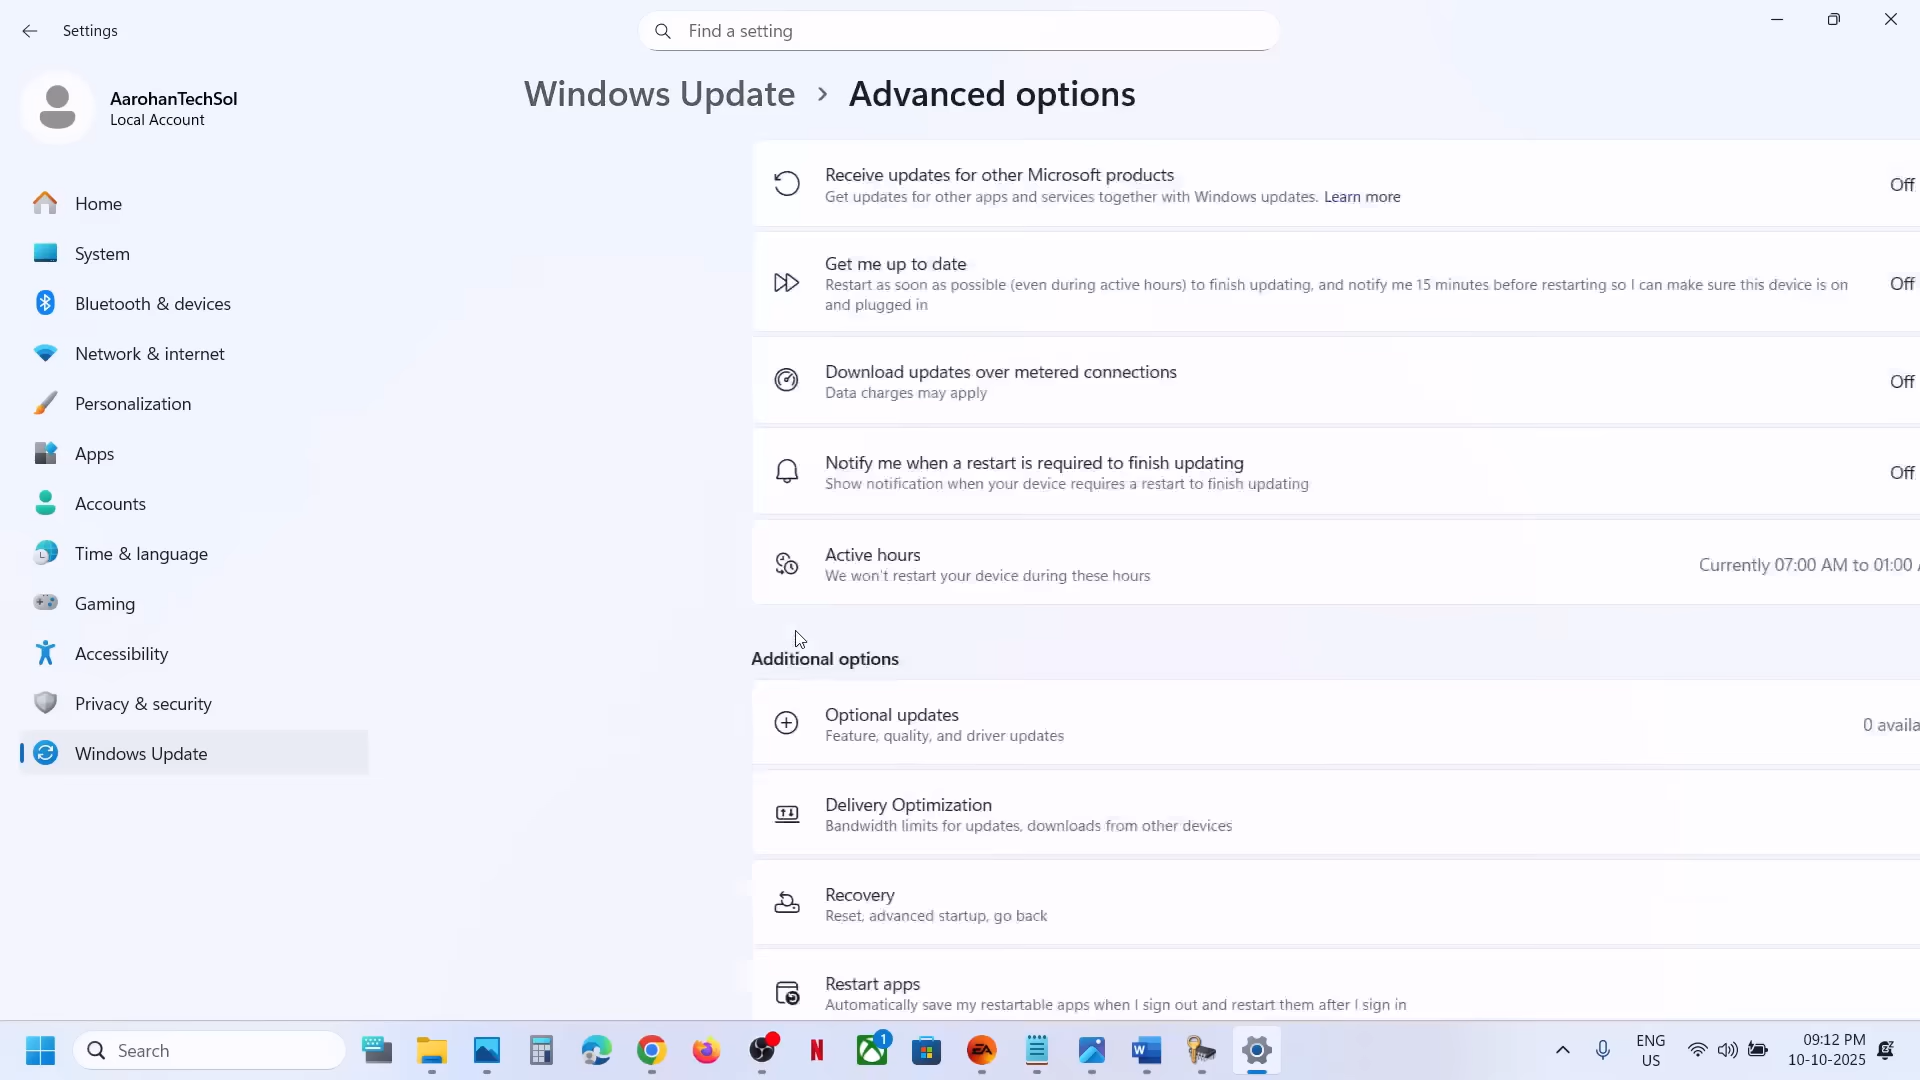 Settings
Find a setting
AarohanTechSol
Local Account
Windows Update > Advanced options
Home
System
Bluetooth & devices
Network & internet
Personalization
Apps
Accounts
Time & language
Gaming
Accessibility
Privacy & security
Windows Update
Receive updates for other Microsoft products
Get updates for other apps and services together with Windows updates. Learn more
Off
Get me up to date
Restart as soon as possible (even during active hours) to finish updating, and notify me 15 minutes before restarting so I can make sure this device is on
and plugged in
Off
Download updates over metered connections
Data charges may apply
Off
Notify me when a restart is required to finish updating
Show notification when your device requires a restart to finish updating
Off
Active hours
We won't restart your device during these hours
Currently 07:00 AM to 01:00
Additional options
Optional updates
Feature, quality, and driver updates
0 availa
Delivery Optimization
Bandwidth limits for updates, downloads from other devices
Recovery
Reset, advanced startup, go back
Restart apps
Automatically save my restartable apps when I sign out and restart them after I sign in
Search
N
1
EA
W
ENG
US
09:12 PM
10-10-2025